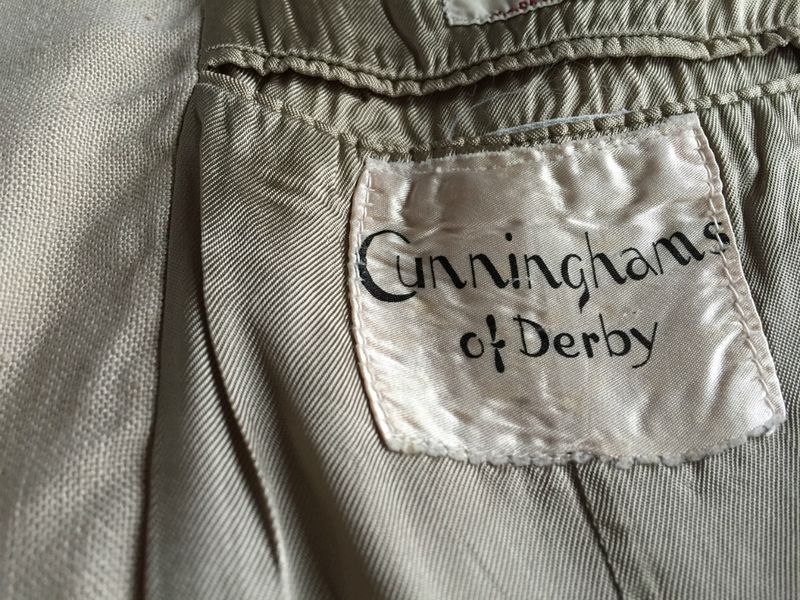 Cunninghams
of Derby